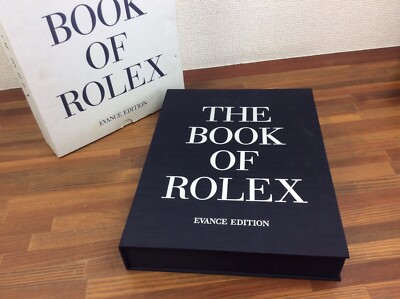 BOOK
OF
ROLEX
EVANCE EDITION
THE
BOOK
OF
ROLEX
EVANCE EDITION